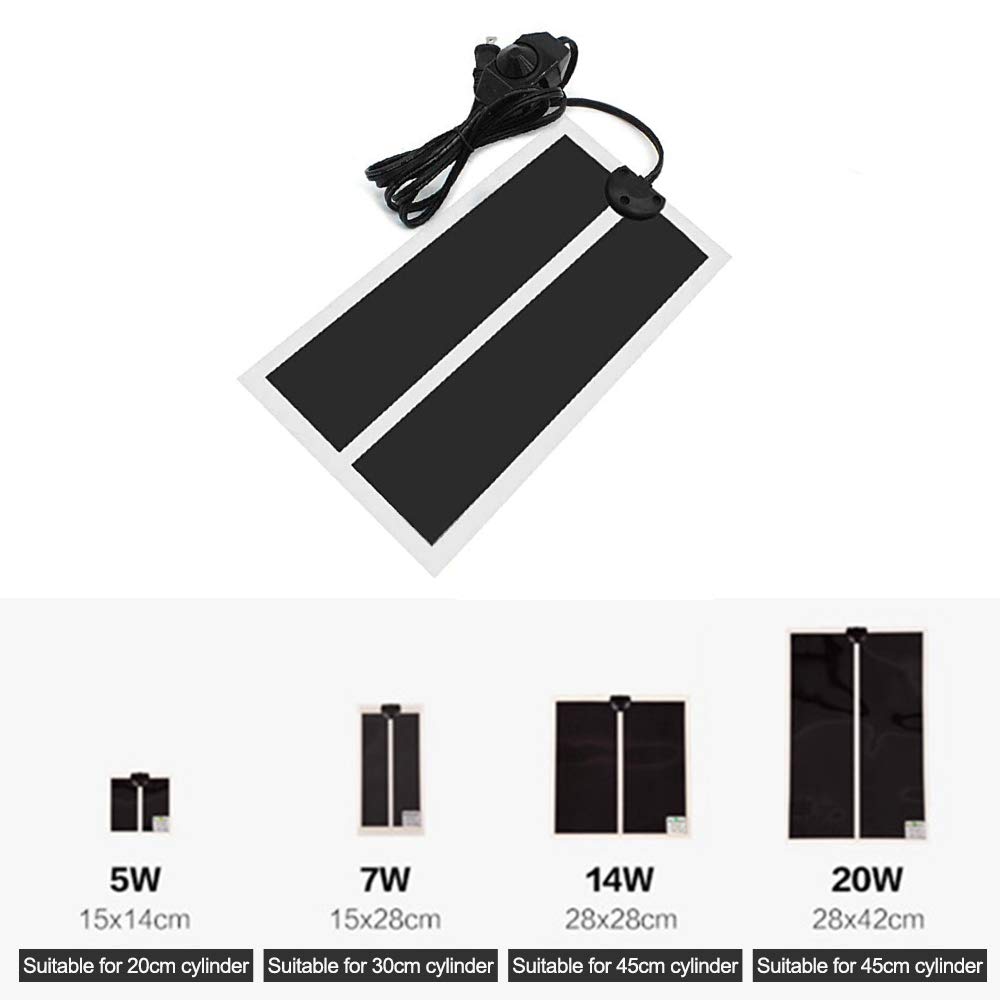 5W
15x14cm
Suitable for 20cm cylinder
7W
15x28cm
Suitable for 30cm cylinder
14W
28x28cm
Suitable for 45cm cylinder
20W
28x42cm
Suitable for 45cm cylinder